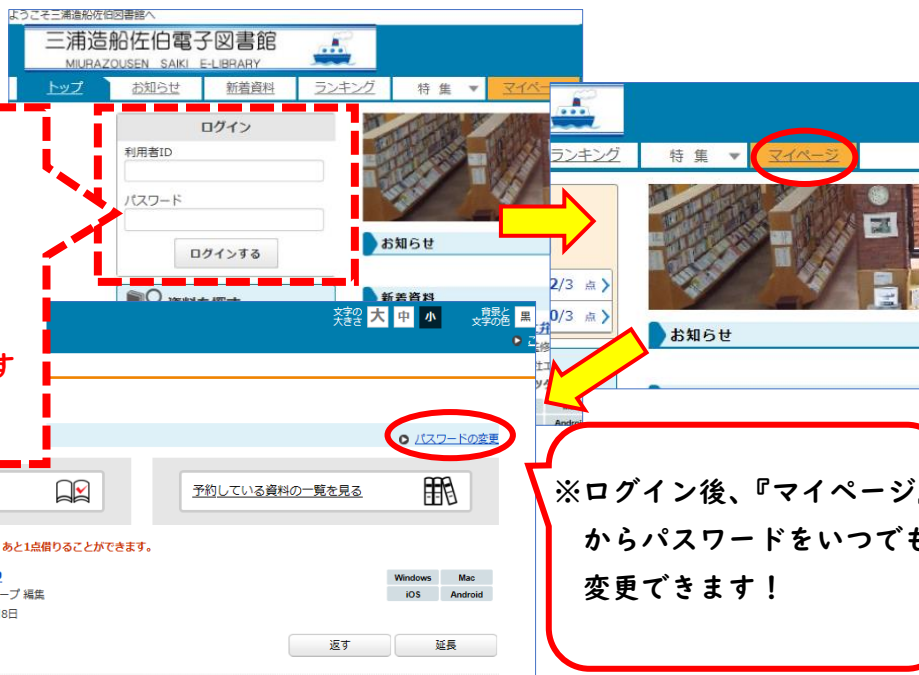 ようこそ三浦造船佐伯図書館へ
三浦造船佐伯電子図書館
MIURAZOUSEN SAIKI E-LIBRARY
トップ お知らせ 新着資料 ランキング 特集 ▼ マイペー
ログイン
利用者ID
パスワード
ログインする
お知らせ
新着資料
ランキング 特集 ▼ マイページ
2/3 点
0/3 点
お知らせ
す
文字の大きさ 大 中 小 背景と文字の色 黒
パスワードの変更
予約している資料の一覧を見る
あと1点借りることができます。
ープ 編集
8日
Windows Mac
iOS Android
返す 延長
※ログイン後、『マイページ』
からパスワードをいつでも
変更できます！